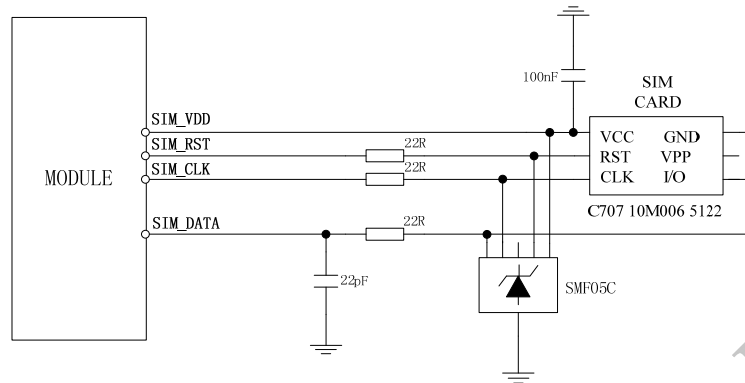 100nF
SIM
CARD
SIM_VDD
SIM_RST
22R
VCC GND
RST VPP
CLK I/O
SIM_CLK
22R
MODULE
C707 10M006 5122
SIM_DATA
22R
22pF
SMF05C